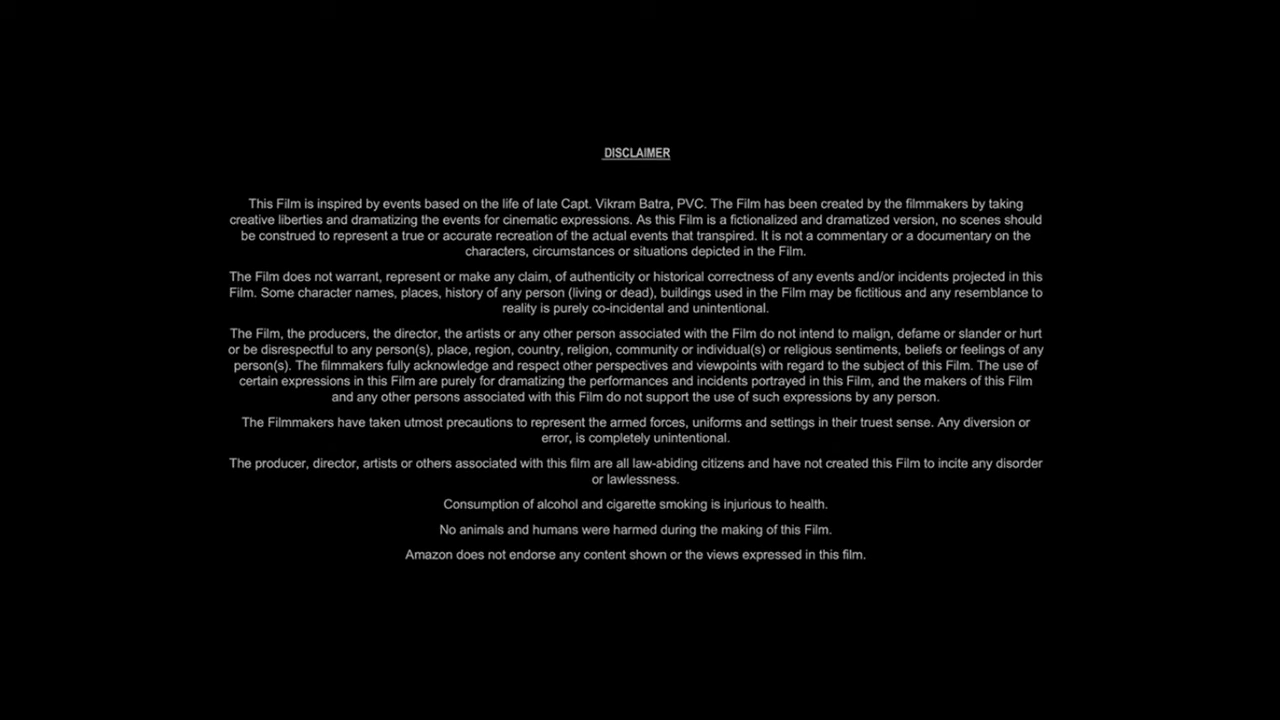 DISCLAIMER
This Film is inspired by events based on the life of late Capt. Vikram Batra, PVC. The Film has been created by the filmmakers by taking
creative liberties and dramatizing the events for cinematic expressions. As this Film is a fictionalized and dramatized version, no scenes should
be construed to represent a true or accurate recreation of the actual events that transpired. It is not a commentary or a documentary on the
characters, circumstances or situations depicted in the Film.
The Film does not warrant, represent or make any claim, of authenticity or historical correctness of any events and/or incidents projected in this
Film. Some character names, places, history of any person (living or dead), buildings used in the Film may be fictitious and any resemblance to
reality is purely co-incidental and unintentional.
The Film, the producers, the director, the artists or any other person associated with the Film do not intend to malign, defame or slander or hurt
or be disrespectful to any person(s), place, region, country, religion, community or individual(s) or religious sentiments, beliefs or feelings of any
person(s). The filmmakers fully acknowledge and respect other perspectives and viewpoints with regard to the subject of this Film. The use of
certain expressions in this Film are purely for dramatizing the performances and incidents portrayed in this Film, and the makers of this Film
and any other persons associated with this Film do not support the use of such expressions by any person.
The Filmmakers have taken utmost precautions to represent the armed forces, uniforms and settings in their truest sense. Any diversion or
error, is completely unintentional.
The producer, director, artists or others associated with this film are all law-abiding citizens and have not created this Film to incite any disorder
or lawlessness.
Consumption of alcohol and cigarette smoking is injurious to health.
No animals and humans were harmed during the making of this Film.
Amazon does not endorse any content shown or the views expressed in this film.